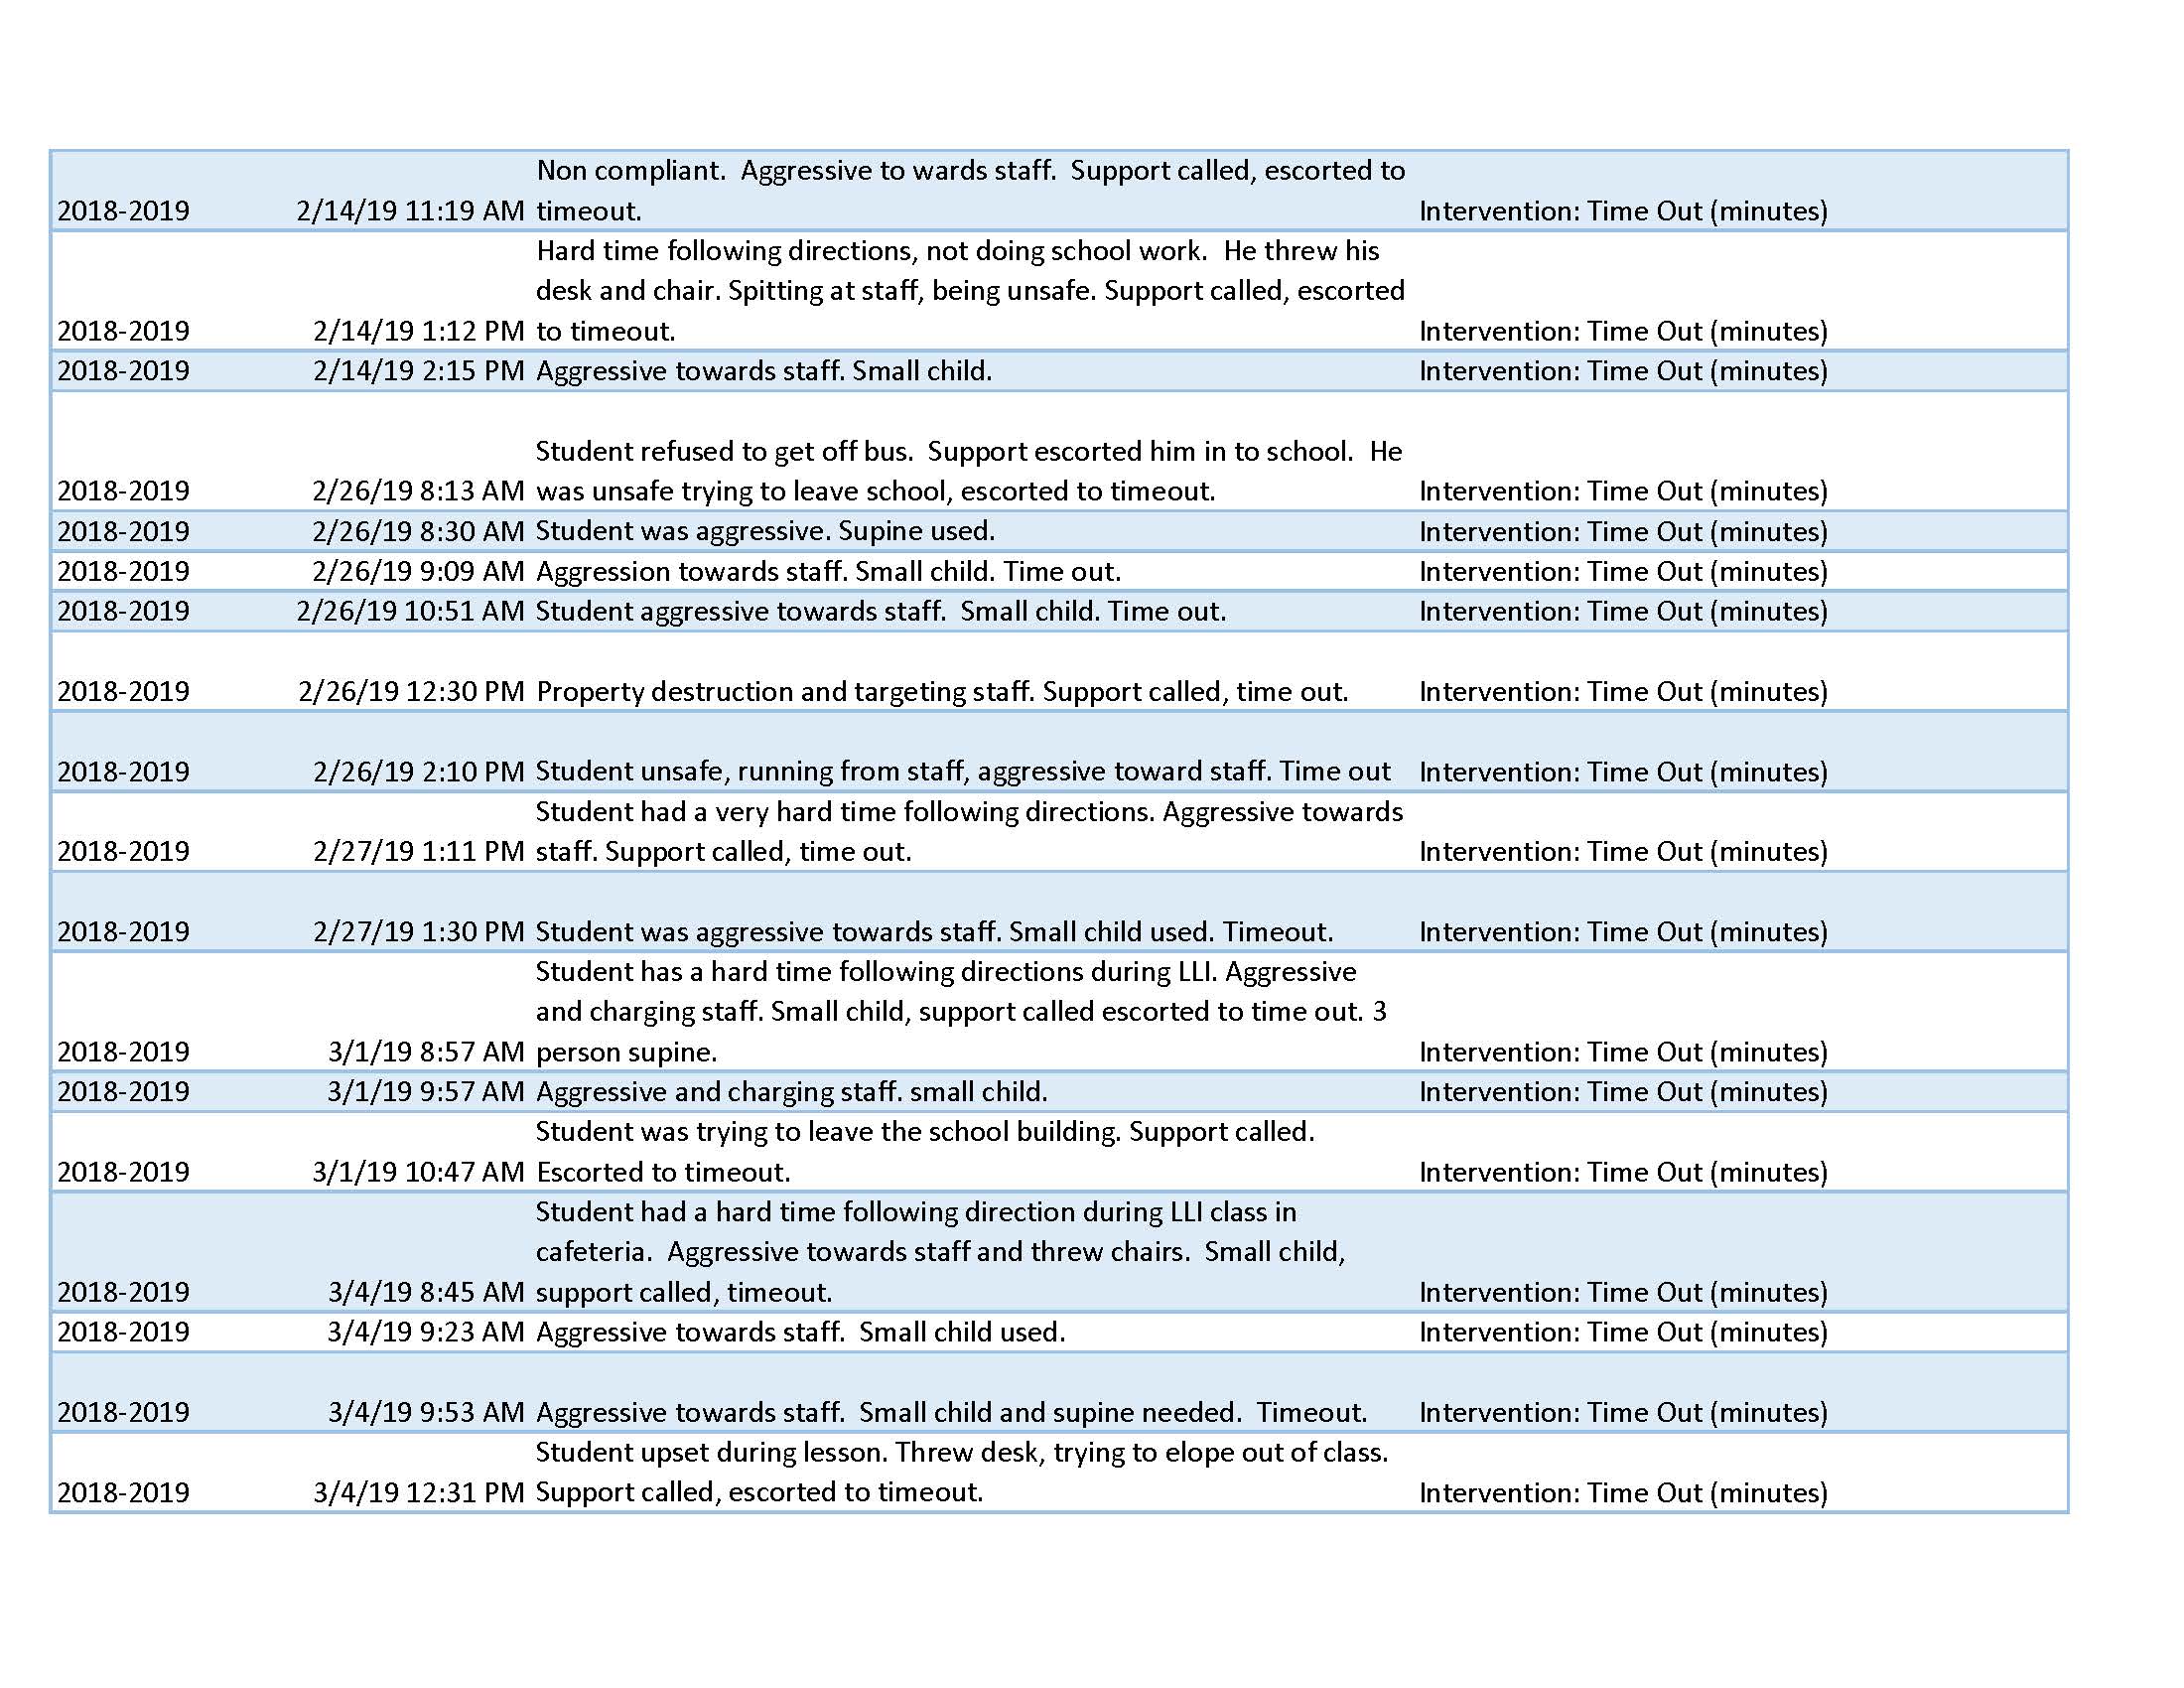 Non compliant.  Aggressive to wards staff.  Support called, escorted to
2018-2019 2/14/19 11:19 AM timeout. Intervention: Time Out (minutes)
Hard time following directions, not doing school work.  He threw his
desk and chair. Spitting at staff, being unsafe. Support called, escorted
2018-2019 2/14/19 1:12 PM to timeout. Intervention: Time Out (minutes)
2018-2019 2/14/19 2:15 PM Aggressive towards staff. Small child. Intervention: Time Out (minutes)
Student refused to get off bus.  Support escorted him in to school.  He
2018-2019 2/26/19 8:13 AM was unsafe trying to leave school, escorted to timeout. Intervention: Time Out (minutes)
2018-2019 2/26/19 8:30 AM Student was aggressive. Supine used. Intervention: Time Out (minutes)
2018-2019 2/26/19 9:09 AM Aggression towards staff. Small child. Time out. Intervention: Time Out (minutes)
2018-2019 2/26/19 10:51 AM Student aggressive towards staff.  Small child. Time out. Intervention: Time Out (minutes)
2018-2019 2/26/19 12:30 PM Property destruction and targeting staff. Support called, time out. Intervention: Time Out (minutes)
2018-2019 2/26/19 2:10 PM Student unsafe, running from staff, aggressive toward staff. Time out Intervention: Time Out (minutes)
Student had a very hard time following directions. Aggressive towards
2018-2019 2/27/19 1:11 PM staff. Support called, time out. Intervention: Time Out (minutes)
2018-2019 2/27/19 1:30 PM Student was aggressive towards staff. Small child used. Timeout. Intervention: Time Out (minutes)
Student has a hard time following directions during LLI. Aggressive
and charging staff. Small child, support called escorted to time out. 3
2018-2019 3/1/19 8:57 AM person supine. Intervention: Time Out (minutes)
2018-2019 3/1/19 9:57 AM Aggressive and charging staff. small child. Intervention: Time Out (minutes)
Student was trying to leave the school building. Support called.
2018-2019 3/1/19 10:47 AM Escorted to timeout. Intervention: Time Out (minutes)
Student had a hard time following direction during LLI class in
cafeteria.  Aggressive towards staff and threw chairs.  Small child,
2018-2019 3/4/19 8:45 AM support called, timeout. Intervention: Time Out (minutes)
2018-2019 3/4/19 9:23 AM Aggressive towards staff.  Small child used. Intervention: Time Out (minutes)
2018-2019 3/4/19 9:53 AM Aggressive towards staff.  Small child and supine needed.  Timeout. Intervention: Time Out (minutes)
Student upset during lesson. Threw desk, trying to elope out of class.
2018-2019 3/4/19 12:31 PM Support called, escorted to timeout. Intervention: Time Out (minutes)